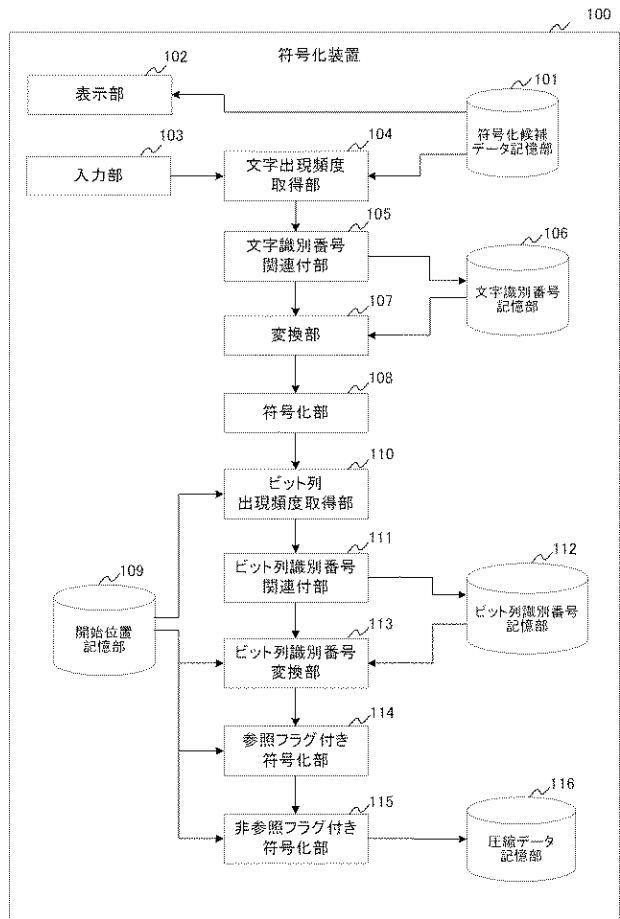 100
符号化装置
102
表示部
101
符号化候補
データ記憶部
103
入力部
104
文字出現頻度
取得部
105
文字識別番号
関連付部
106
文字識別番号
記憶部
107
変換部
108
符号化部
110
ビット列
出現頻度取得部
109
開始位置
記憶部
111
ビット列識別番号
関連付部
112
ビット列識別番号
記憶部
113
ビット列識別番号
変換部
114
参照フラグ付き
符号化部
115
非参照フラグ付き
符号化部
116
圧縮データ
記憶部